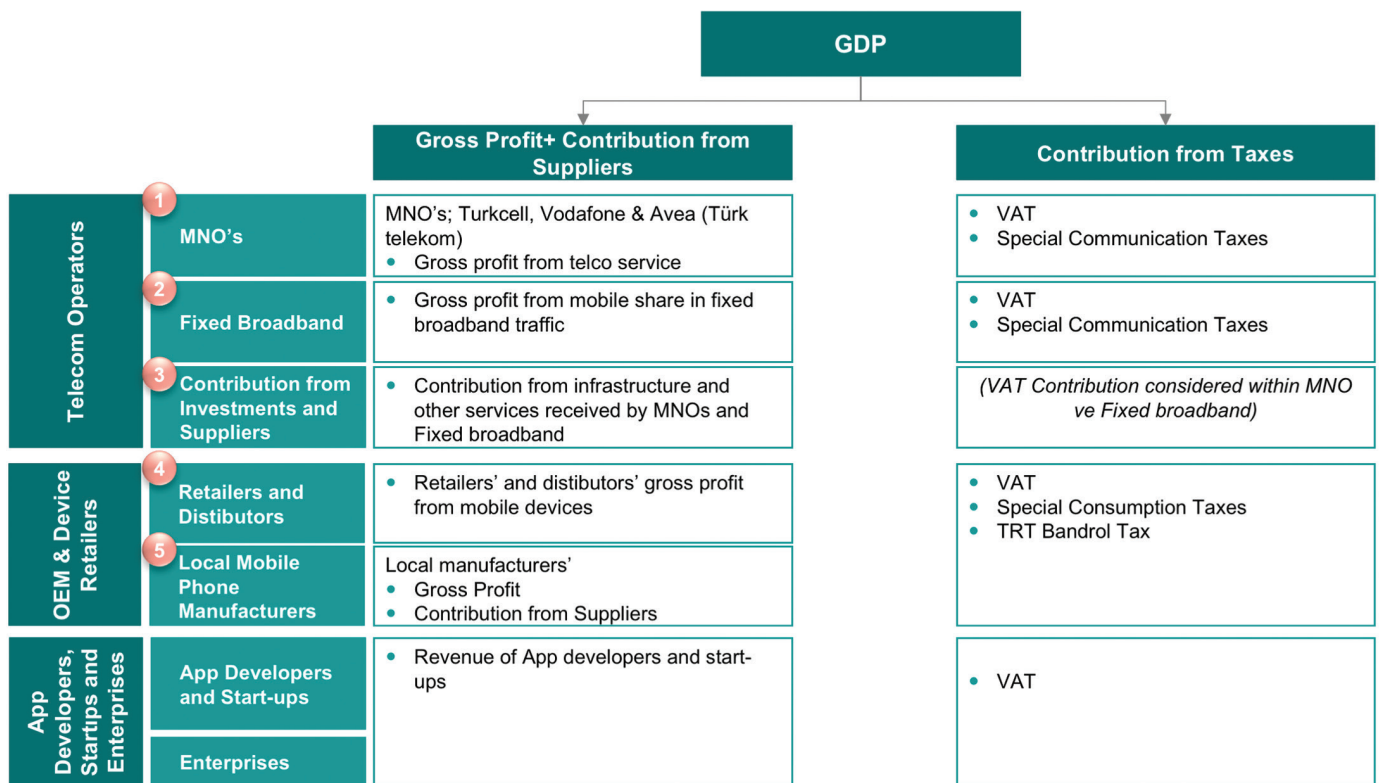 GDP
Gross Profit+ Contribution from
Suppliers
Contribution from Taxes
Telecom Operators
1
MNO's
MNO's; Turkcell, Vodafone & Avea (Türk
telekom)
• Gross profit from telco service
• VAT
• Special Communication Taxes
2
Fixed Broadband
• Gross profit from mobile share in fixed
broadband traffic
• VAT
• Special Communication Taxes
3
Contribution from
Investments and
Suppliers
• Contribution from infrastructure and
other services received by MNOs and
Fixed broadband
(VAT Contribution considered within MNO
ve Fixed broadband)
OEM & Device
Retailers
4
Retailers and
Distibutors
• Retailers' and distibutors' gross profit
from mobile devices
• VAT
• Special Consumption Taxes
• TRT Bandrol Tax
5
Local Mobile
Phone
Manufacturers
Local manufacturers'
• Gross Profit
• Contribution from Suppliers
App
Developers,
Startıps and
Enterprises
App Developers
and Start-ups
• Revenue of App developers and start-
ups
• VAT
Enterprises